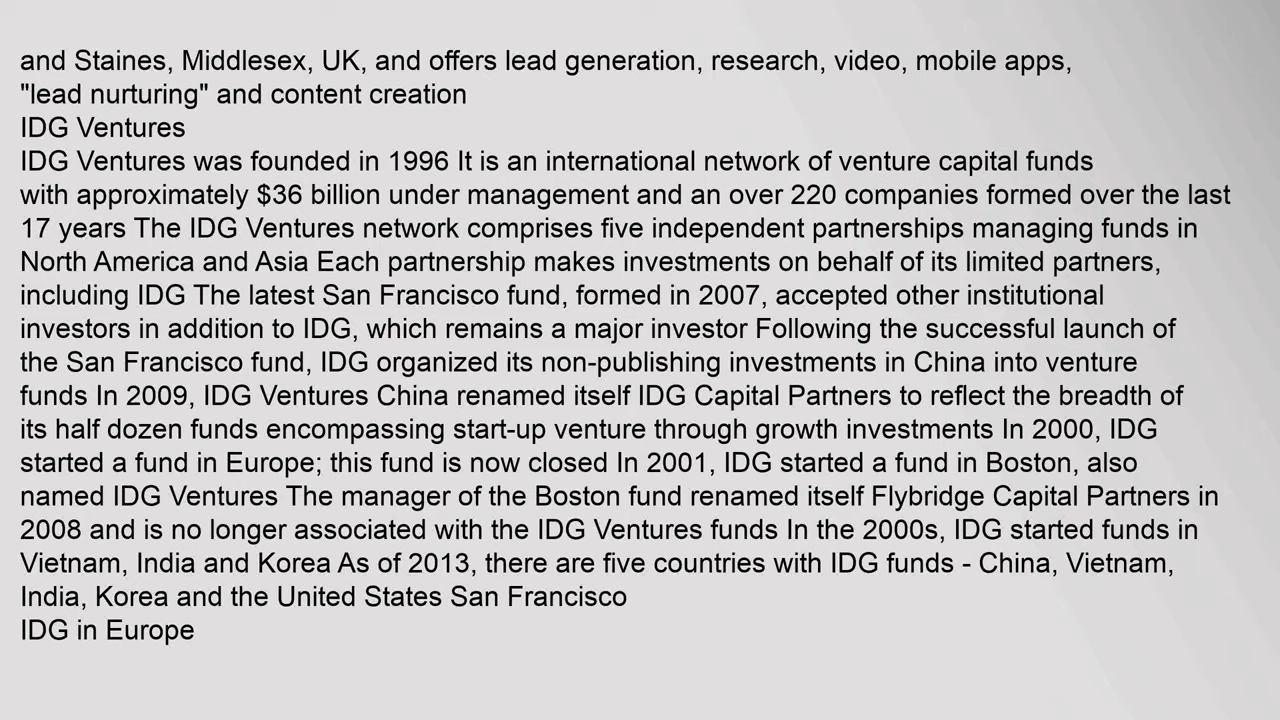 and Staines, Middlesex, UK, and offers lead generation, research, video, mobile apps,
"lead nurturing" and content creation
IDG Ventures
IDG Ventures was founded in 1996 It is an international network of venture capital funds
with approximately $36 billion under management and an over 220 companies formed over the last
17 years The IDG Ventures network comprises five independent partnerships managing funds in
North America and Asia Each partnership makes investments on behalf of its limited partners,
including IDG The latest San Francisco fund, formed in 2007, accepted other institutional
investors in addition to IDG, which remains a major investor Following the successful launch of
the San Francisco fund, IDG organized its non-publishing investments in China into venture
funds In 2009, IDG Ventures China renamed itself IDG Capital Partners to reflect the breadth of
its half dozen funds encompassing start-up venture through growth investments In 2000, IDG
started a fund in Europe; this fund is now closed In 2001, IDG started a fund in Boston, also
named IDG Ventures The manager of the Boston fund renamed itself Flybridge Capital Partners in
2008 and is no longer associated with the IDG Ventures funds In the 2000s, IDG started funds in
Vietnam, India and Korea As of 2013, there are five countries with IDG funds - China, Vietnam,
India, Korea and the United States San Francisco
IDG in Europe